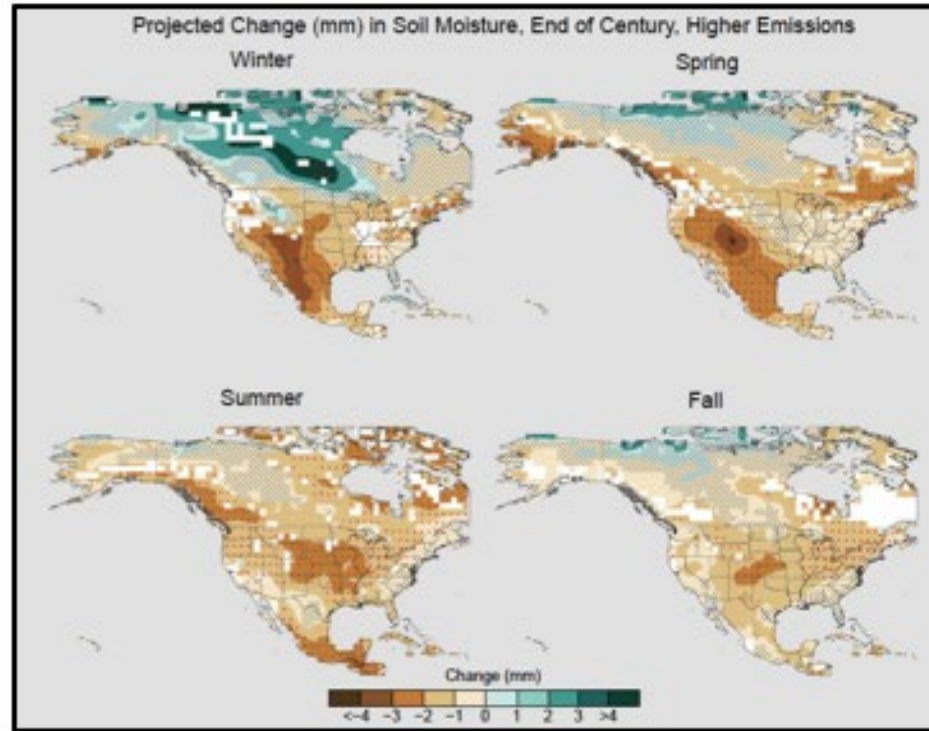 Projected Change (mm) in Soil Moisture, End of Century, Higher Emissions
Winter
Spring
Summer
Fall
Change (mm)
<-4 -3 -2 -1 0 1 2 3 >4